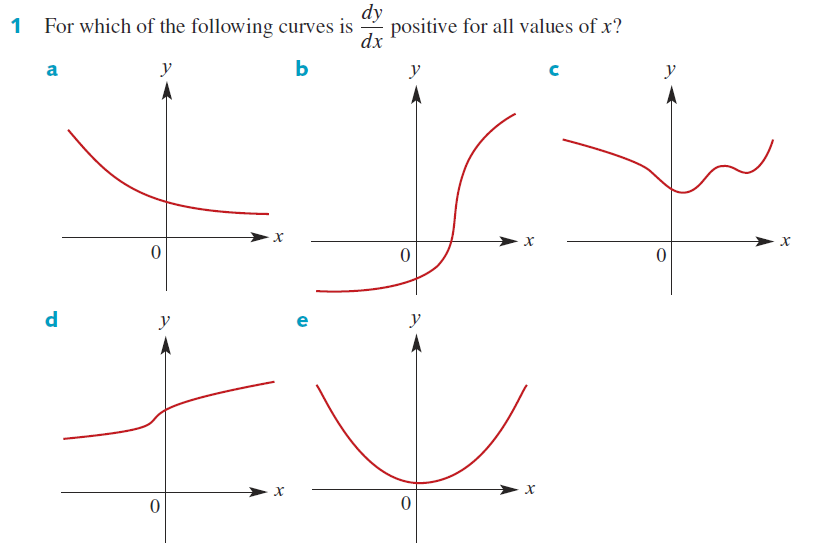 1 For which of the following curves is dy/dx positive for all values of x?
a y b y c y
0 x 0 x 0 x
d y e y
0 x 0 x